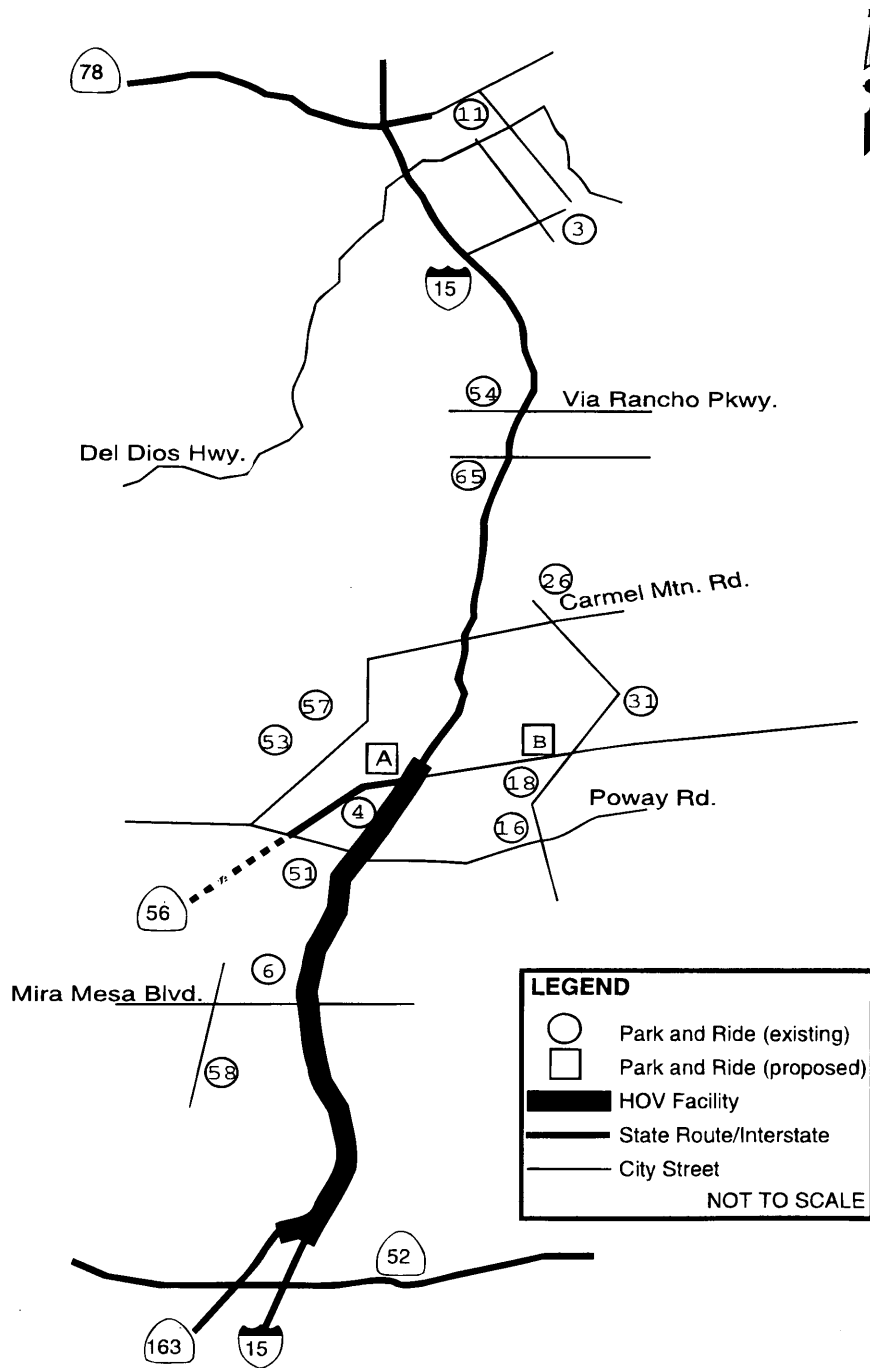 78
11
3
15
54
Via Rancho Pkwy.
Del Dios Hwy.
65
26
Carmel Mtn. Rd.
57
31
53
A
B
18
4
Poway Rd.
16
51
56
6
Mira Mesa Blvd.
58
LEGEND
Park and Ride (existing)
Park and Ride (proposed)
HOV Facility
State Route/Interstate
City Street
NOT TO SCALE
52
163
15